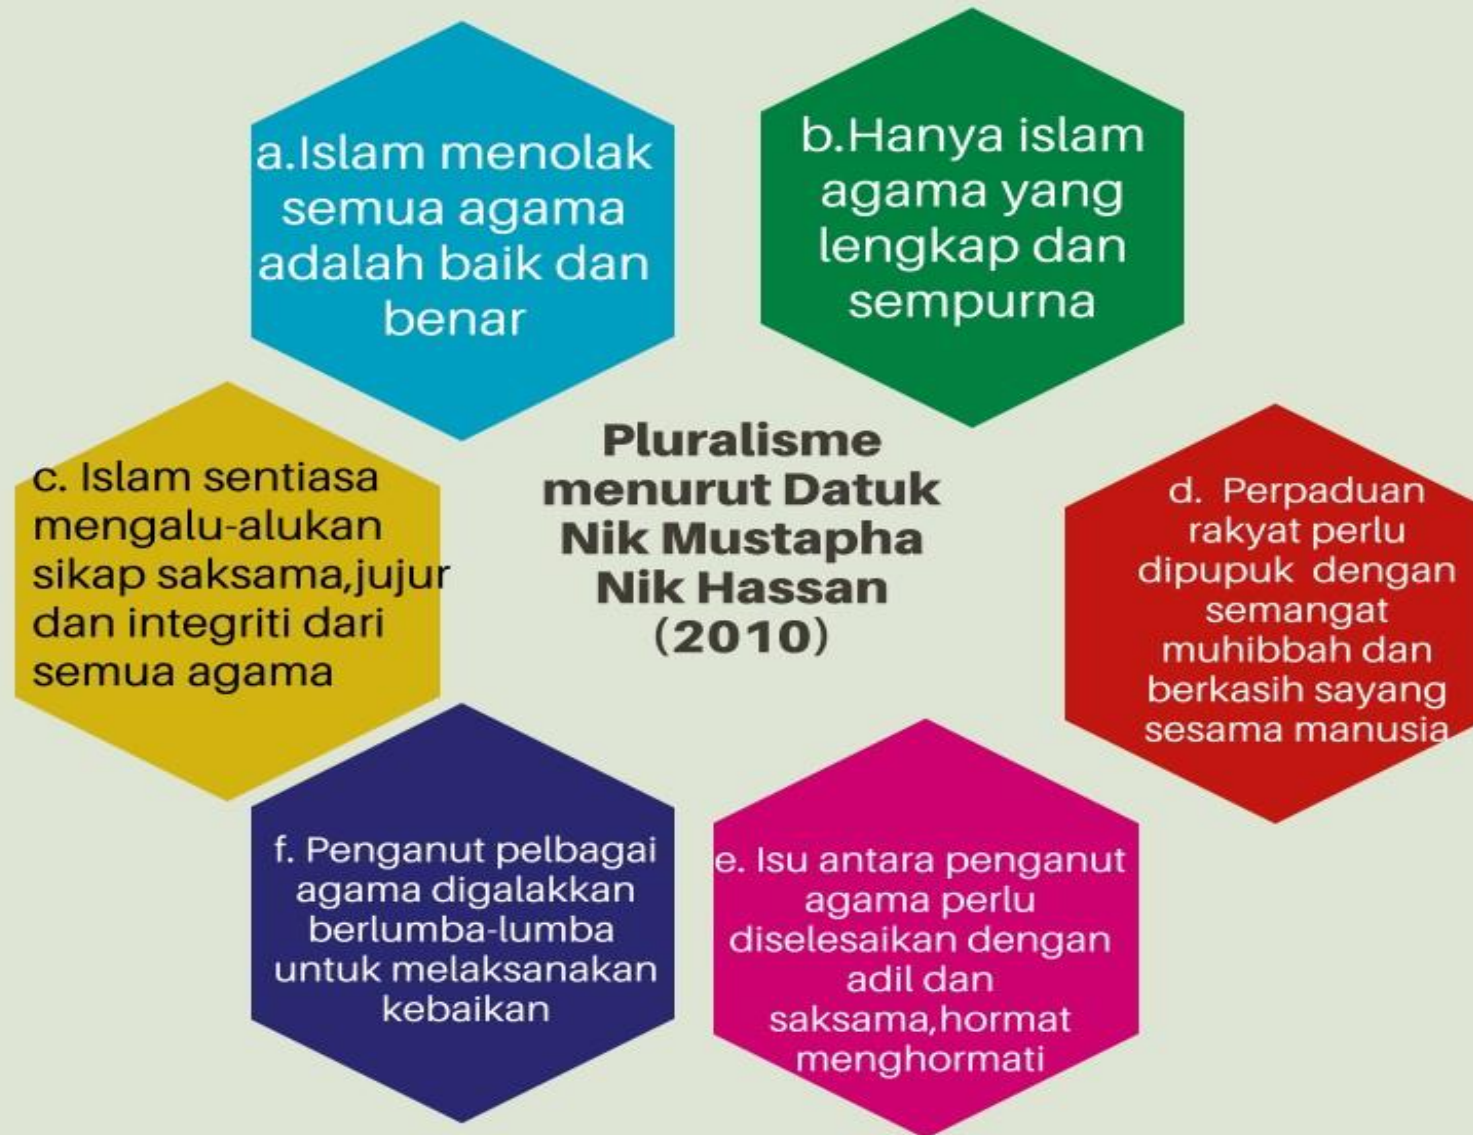 a.Islam menolak
semua agama
adalah baik dan
benar
b.Hanya islam
agama yang
lengkap dan
sempurna
Pluralisme
menurut Datuk
Nik Mustapha
Nik Hassan
(2010)
c. Islam sentiasa
mengalu-alukan
sikap saksama,jujur
dan integriti dari
semua agama
d. Perpaduan
rakyat perlu
dipupuk dengan
semangat
muhibbah dan
berkasih sayang
sesama manusia
f. Penganut pelbagai
agama digalakkan
berlumba-lumba
untuk melaksanakan
kebaikan
e. Isu antara penganut
agama perlu
diselesaikan dengan
adil dan
saksama,hormat
menghormati